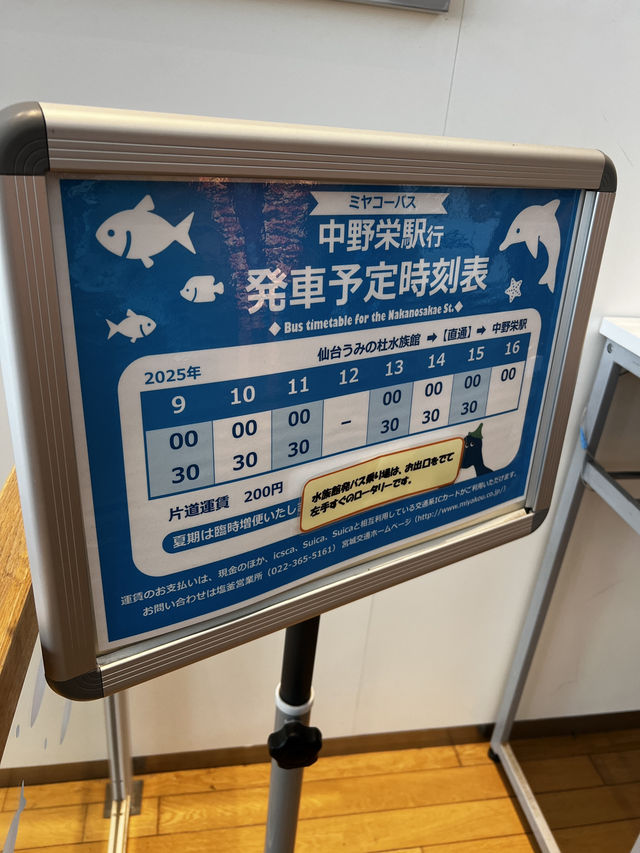 ミヤコーバス
中野栄駅行
発車予定時刻表
◆ Bus timetable for the Nakanosakae St. ◆
仙台うみの杜水族館 ➡ 【直通】 ➡ 中野栄駅
2025年
9 10 11 12 13 14 15 16
00 00 00 – 00 00 00 00
30 30 30 30 30 30
片道運賃 200円
水族館発バス乗り場は、お出口をでて
左手すぐのロータリーです。
夏期は臨時増便いたしま
運賃のお支払いは、現金のほか、icsca、Suica、Suicaと相互利用している交通系ICカードがご利用いただけます。
お問い合わせは塩釜営業所（022-365-5161）宮城交通ホームページ（http://www.miyakou.co.jp/）